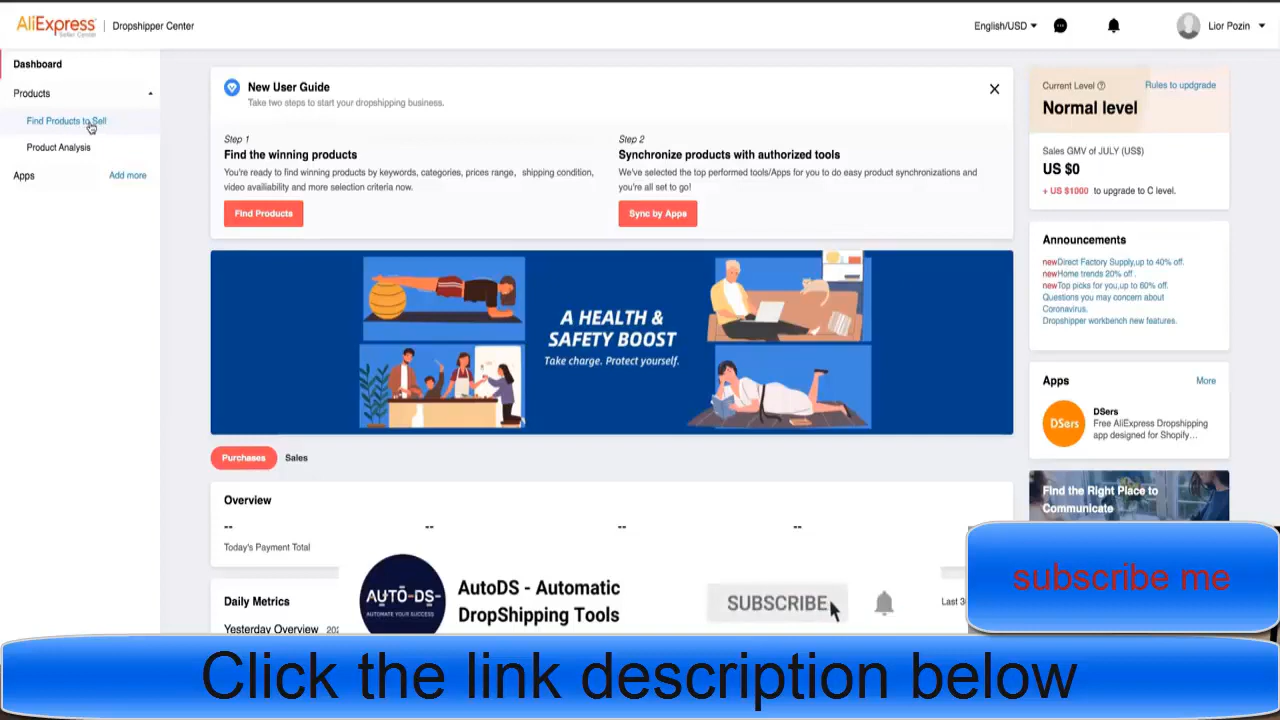 AliExpress
Seller Center
Dropshipper Center
English/USD
Lior Pozin
Dashboard
Products
Find Products to Sell
Product Analysis
Apps
Add more
New User Guide
Take two steps to start your dropshipping business.
Step 1
Find the winning products
You're ready to find winning products by keywords, categories, prices range, shipping condition,
video availiability and more selection criteria now.
Find Products
Step 2
Synchronize products with authorized tools
We've selected the top performed tools/Apps for you to do easy product synchronizations and
you're all set to go!
Sync by Apps
Current Level
Rules to updgrade
Normal level
Sales GMV of JULY (US$)
US $0
+ US $1000 to upgrade to C level.
Announcements
newDirect Factory Supply,up to 40% off.
newHome trends 20% off .
newTop picks for you,up to 60% off.
Questions you may concern about
Coronavirus.
Dropshipper workbench new features.
A HEALTH &
SAFETY BOOST
Take charge. Protect yourself.
Apps
More
DSers
DSers
Free AliExpress Dropshipping
app designed for Shopify...
Purchases
Sales
Find the Right Place to
Communicate
Overview
-- -- -- --
Today's Payment Total
Daily Metrics
Last 3
Yesterday Overview
AUTO-DS-
AUTOMATE YOUR SUCCESS
AutoDS - Automatic
DropShipping Tools
SUBSCRIBE
subscribe me
Click the link description below